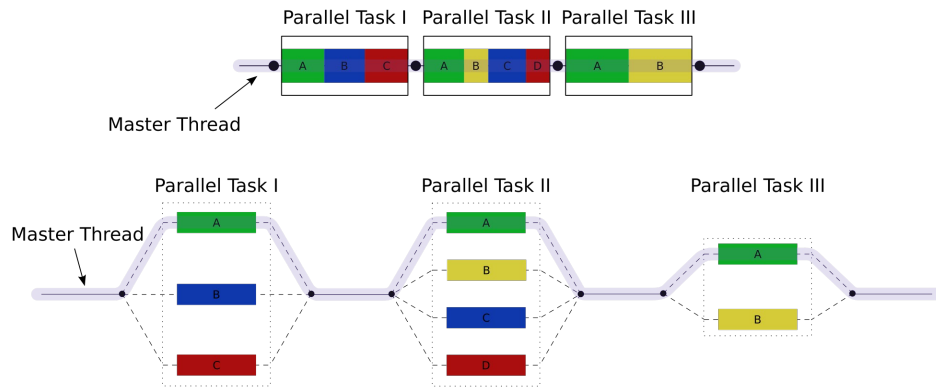 Parallel Task I Parallel Task II Parallel Task III
A B C A B C D A B
Master Thread
Parallel Task I Parallel Task II Parallel Task III
A A
Master Thread
A
B
B C
B
C D